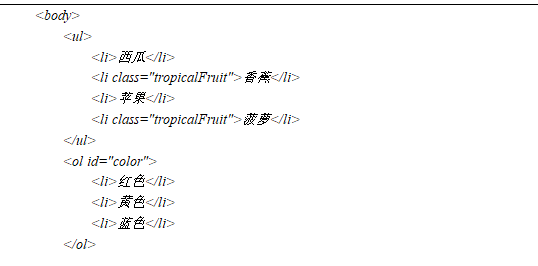 <body>
<ul>
<li>西瓜</li>
<li class="tropicalFruit">香蕉</li>
<li>苹果</li>
<li class="tropicalFruit">菠萝</li>
</ul>
<ol id="color">
<li>红色</li>
<li>黄色</li>
<li>蓝色</li>
</ol>